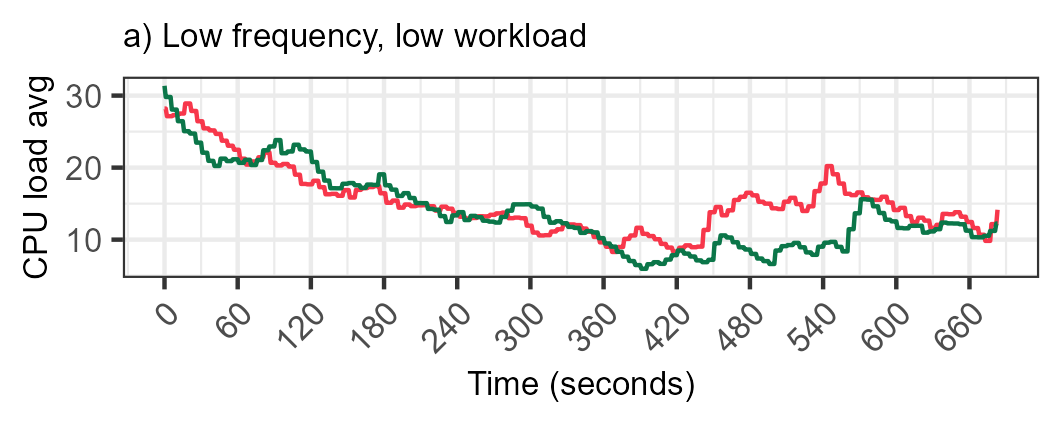 a) Low frequency, low workload
CPU load avg
30
20
10
0 60 120 180 240 300 360 420 480 540 600 660
Time (seconds)